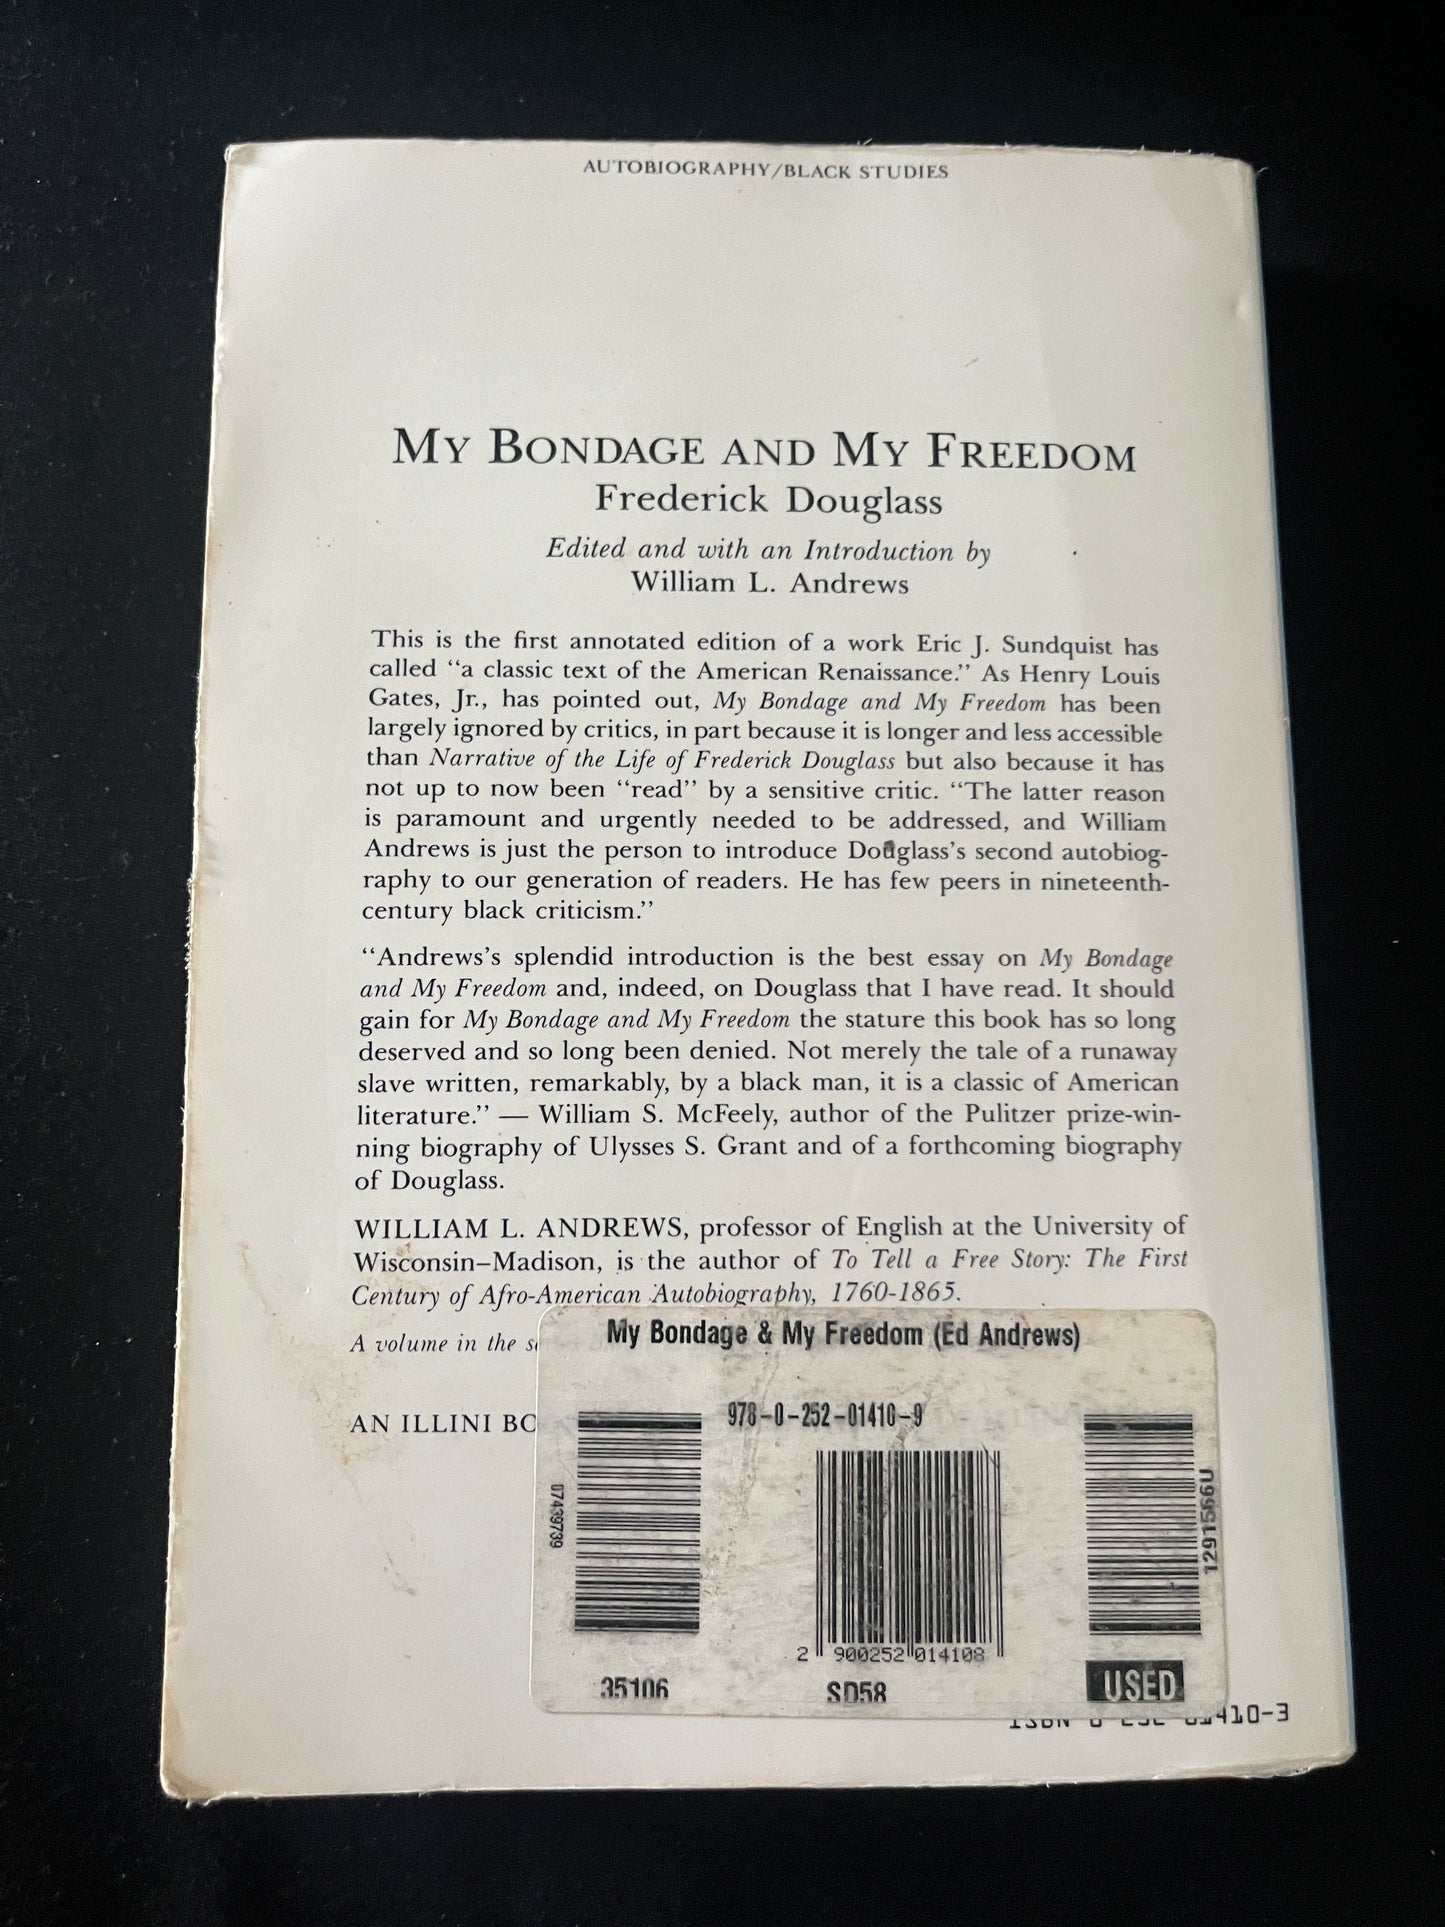 AUTOBIOGRAPHY/BLACK STUDIES
MY BONDAGE AND MY FREEDOM
Frederick Douglass
Edited and with an Introduction by
William L. Andrews
This is the first annotated edition of a work Eric J. Sundquist has
called "a classic text of the American Renaissance." As Henry Louis
Gates, Jr., has pointed out, My Bondage and My Freedom has been
largely ignored by critics, in part because it is longer and less accessible
than Narrative of the Life of Frederick Douglass but also because it has
not up to now been "read" by a sensitive critic. "The latter reason
is paramount and urgently needed to be addressed, and William
Andrews is just the person to introduce Douglass's second autobiog-
raphy to our generation of readers. He has few peers in nineteenth-
century black criticism."
"Andrews's splendid introduction is the best essay on My Bondage
and My Freedom and, indeed, on Douglass that I have read. It should
gain for My Bondage and My Freedom the stature this book has so long
deserved and so long been denied. Not merely the tale of a runaway
slave written, remarkably, by a black man, it is a classic of American
literature." — William S. McFeely, author of the Pulitzer prize-win-
ning biography of Ulysses S. Grant and of a forthcoming biography
of Douglass.
WILLIAM L. ANDREWS, professor of English at the University of
Wisconsin–Madison, is the author of To Tell a Free Story: The First
Century of Afro-American Autobiography, 1760-1865.
A volume in the
AN ILLINI
My Bondage & My Freedom (Ed Andrews)
978-0-252-01410-9
07439739
1291566U
2 900252 014108
35106
SD58
USED
ISBN 0 252 01410-3